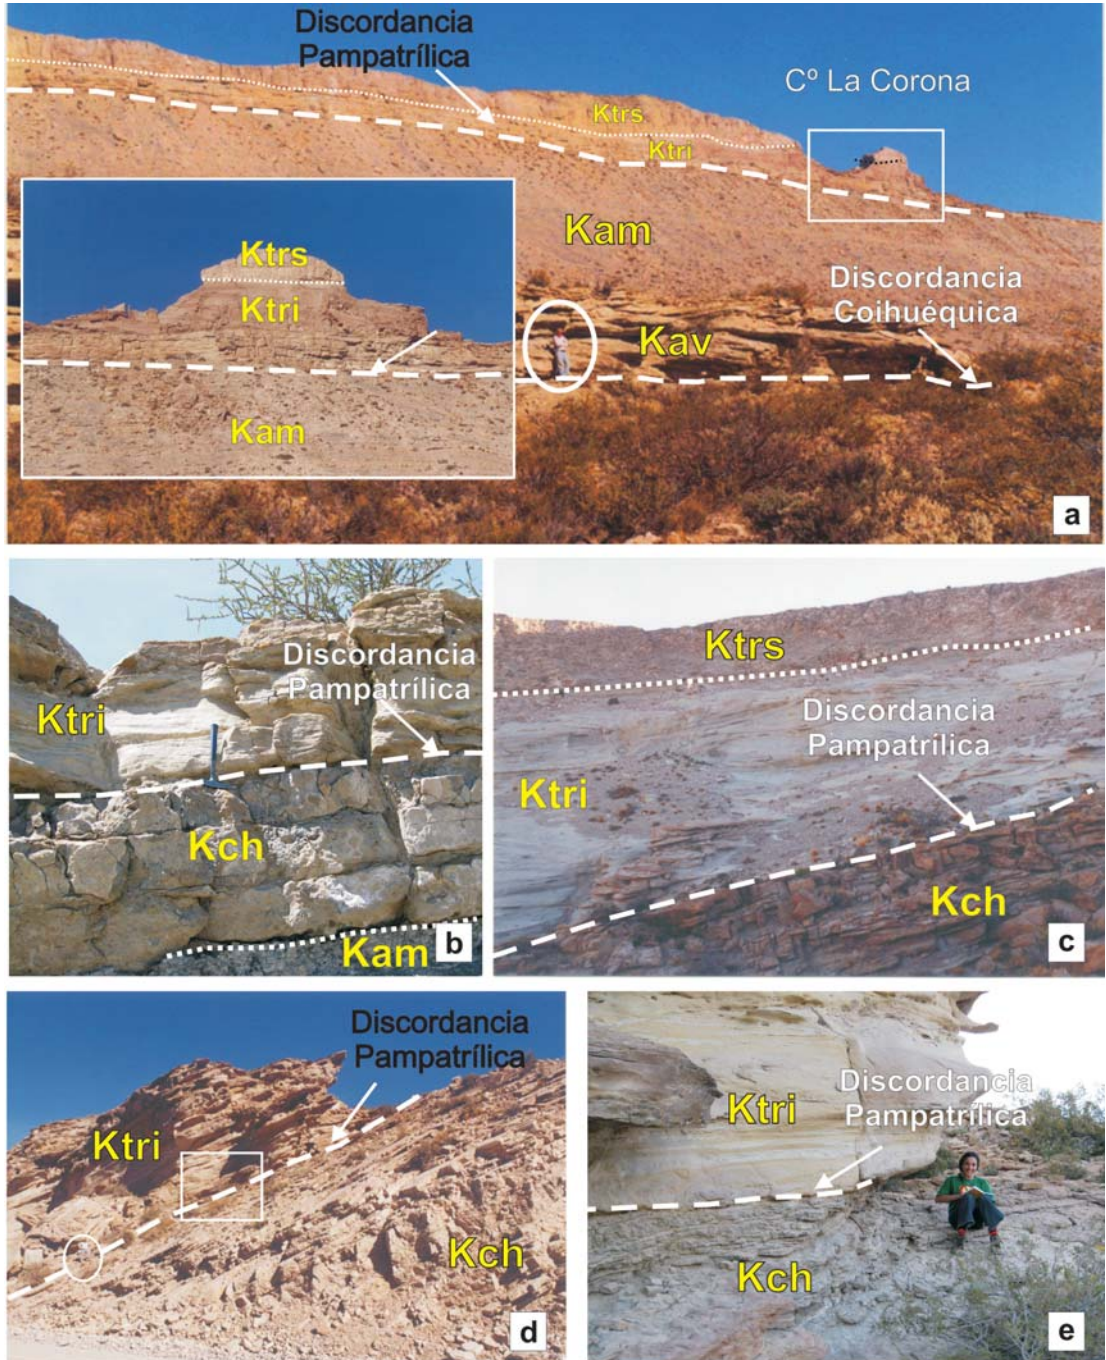 Discordancia
Pampatrílica
Cº La Corona
Ktrs
Ktri
Kam
Discordancia
Coihuéquica
Kav
Ktrs
Ktri
Kam
a
Discordancia
Pampatrílica
Ktri
Kch
Kam
b
Ktrs
Discordancia
Pampatrílica
Ktri
Kch
c
Discordancia
Pampatrílica
Ktri
Kch
d
Discordancia
Pampatrílica
Ktri
Kch
e